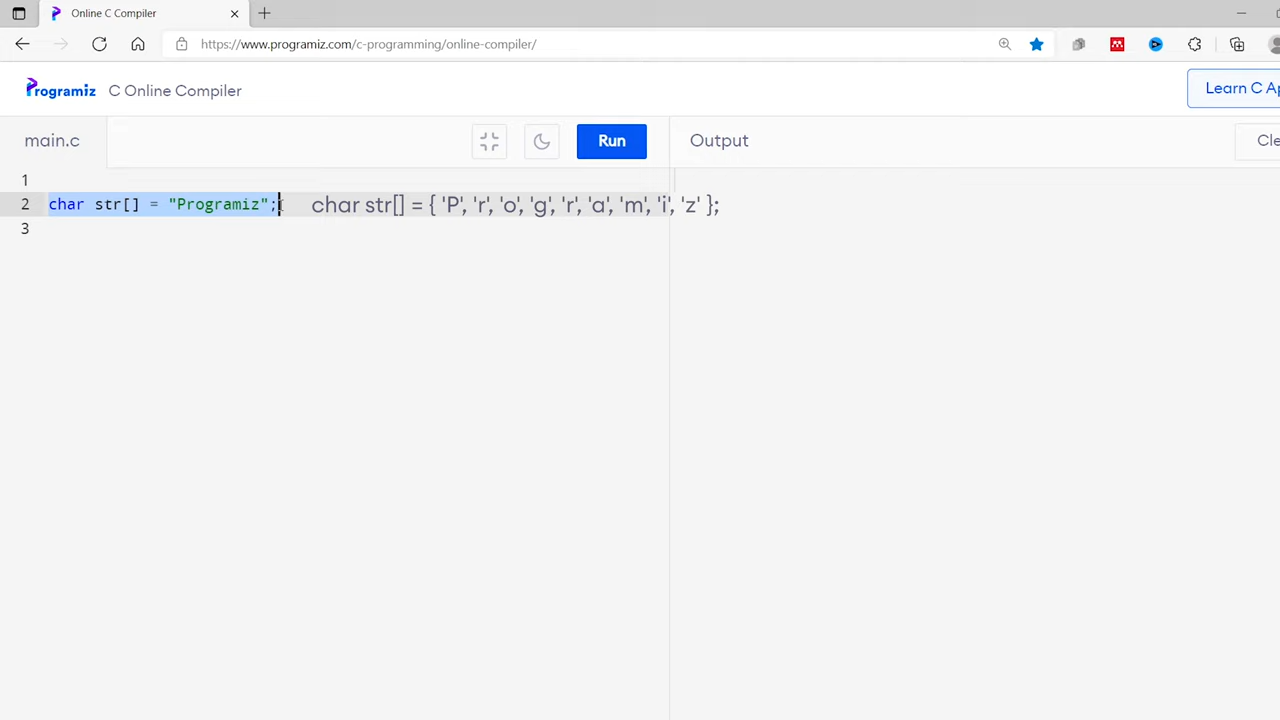 Online C Compiler
https://www.programiz.com/c-programming/online-compiler/
Programiz C Online Compiler
Learn C Ap
main.c
Run
Output
Cle
1
2 char str[] = "Programiz"; char str[] = { 'P', 'r', 'o', 'g', 'r', 'a', 'm', 'i', 'z' };
3